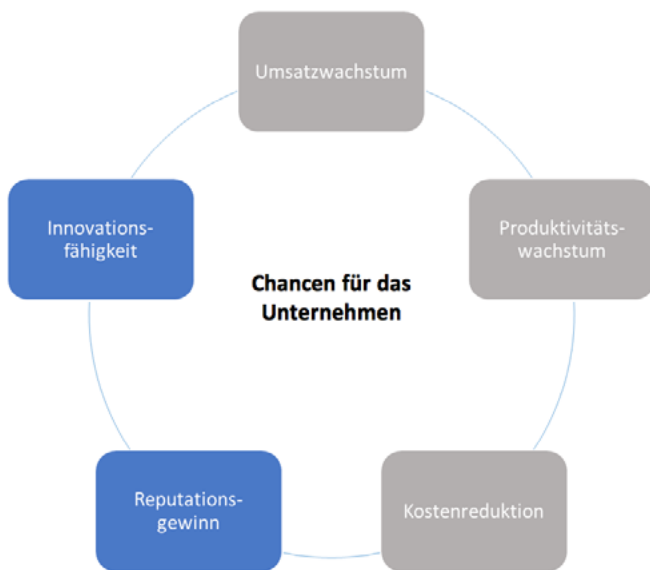 Umsatzwachstum
Innovations-
fähigkeit
Produktivitäts-
wachstum
Chancen für das
Unternehmen
Reputations-
gewinn
Kostenreduktion